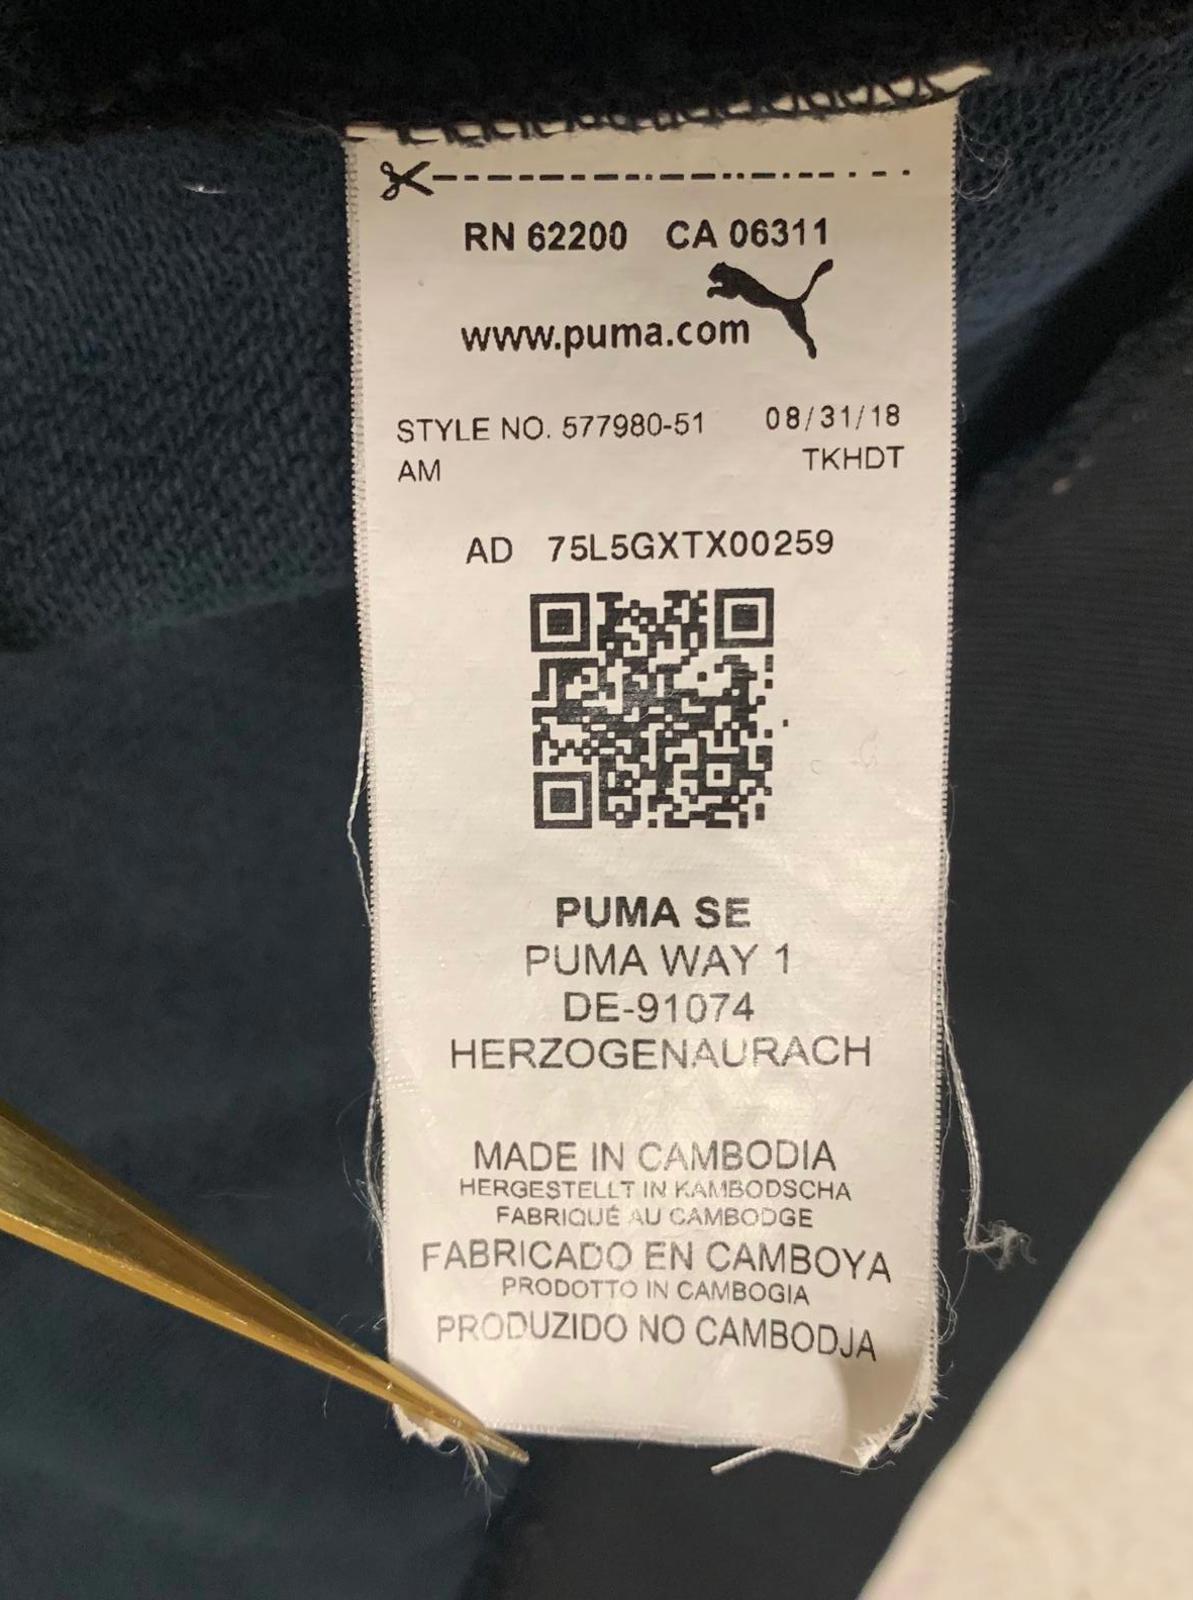 RN 62200 CA 06311
www.puma.com
STYLE NO. 577980-51 08/31/18
AM TKHDT
AD 75L5GXTX00259
PUMA SE
PUMA WAY 1
DE-91074
HERZOGENAURACH
MADE IN CAMBODIA
HERGESTELLT IN KAMBODSCHA
FABRIQUÉ AU CAMBODGE
FABRICADO EN CAMBOYA
PRODOTTO IN CAMBOGIA
PRODUZIDO NO CAMBODJA